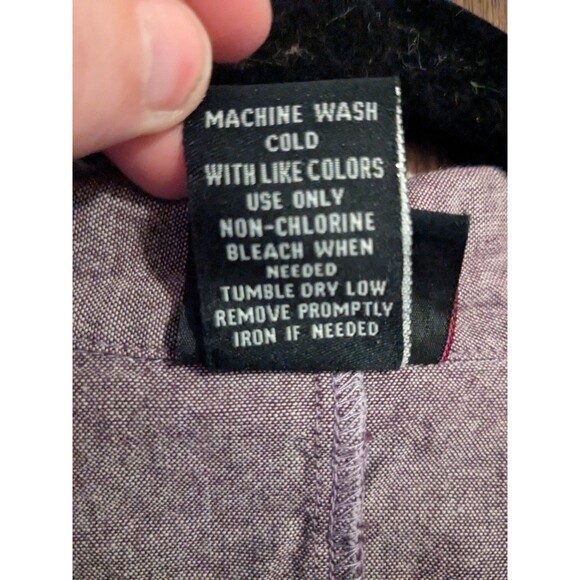 MACHINE WASH
COLD
WITH LIKE COLORS
USE ONLY
NON-CHLORINE
BLEACH WHEN
NEEDED
TUMBLE DRY LOW
REMOVE PROMPTLY
IRON IF NEEDED